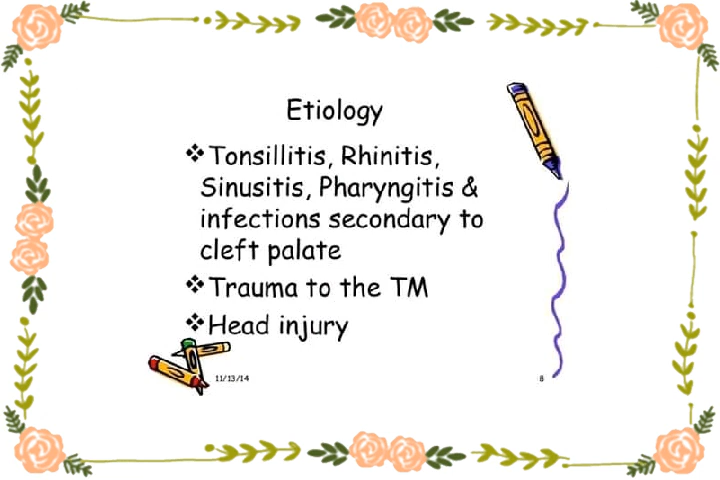 Etiology
❖Tonsillitis, Rhinitis,
Sinusitis, Pharyngitis &
infections secondary to
cleft palate
❖Trauma to the TM
❖Head injury
11/13/14
6